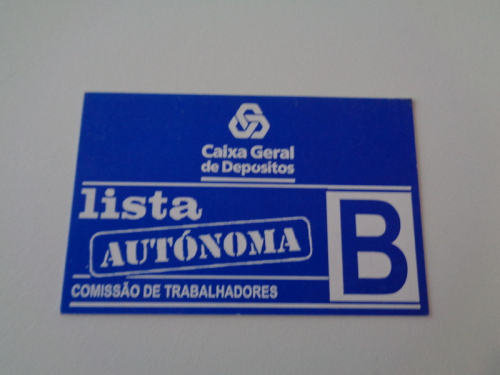 Caixa Geral
de Depositos
lista
AUTÓNOMA
B
COMISSÃO DE TRABALHADORES